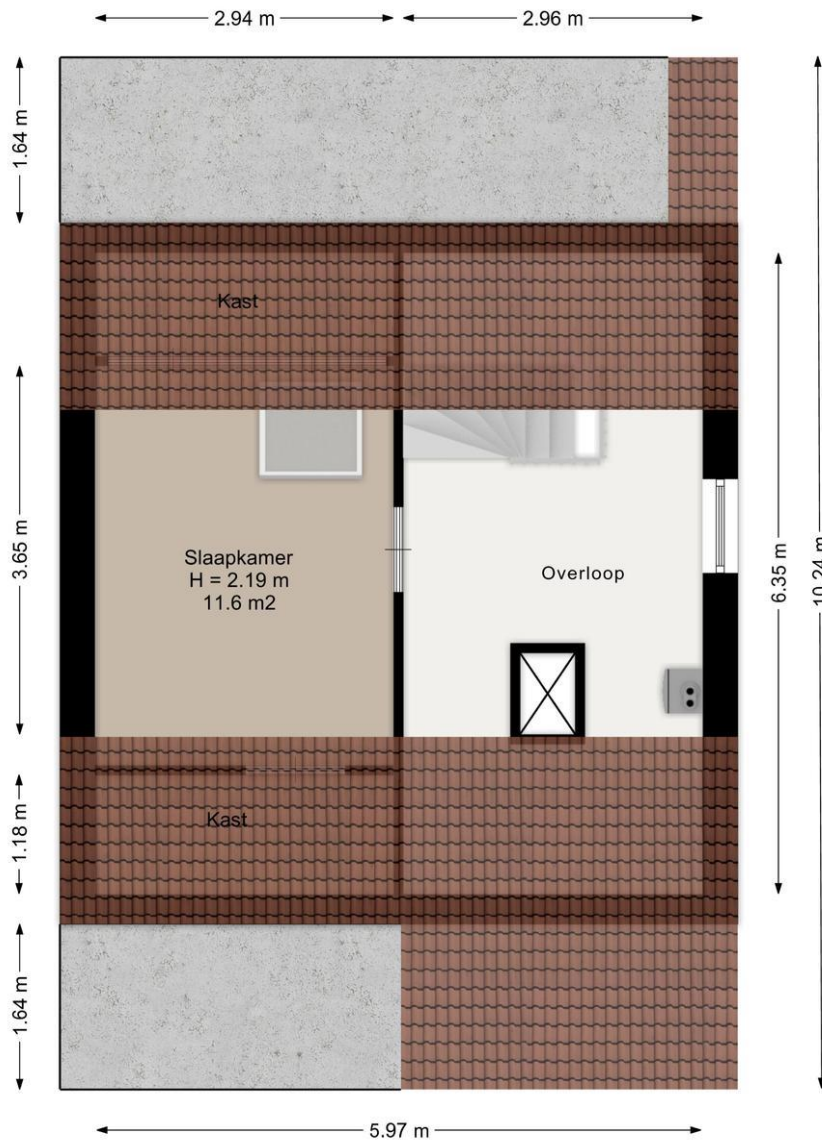 2.94 m
2.96 m
1.64 m
Kast
3.65 m
Slaapkamer
H = 2.19 m
11.6 m2
Overloop
6.35 m
10.24 m
Kast
1.18 m
1.64 m
5.97 m